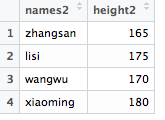 names2 height2
1 zhangsan 165
2 lisi 175
3 wangwu 170
4 xiaoming 180